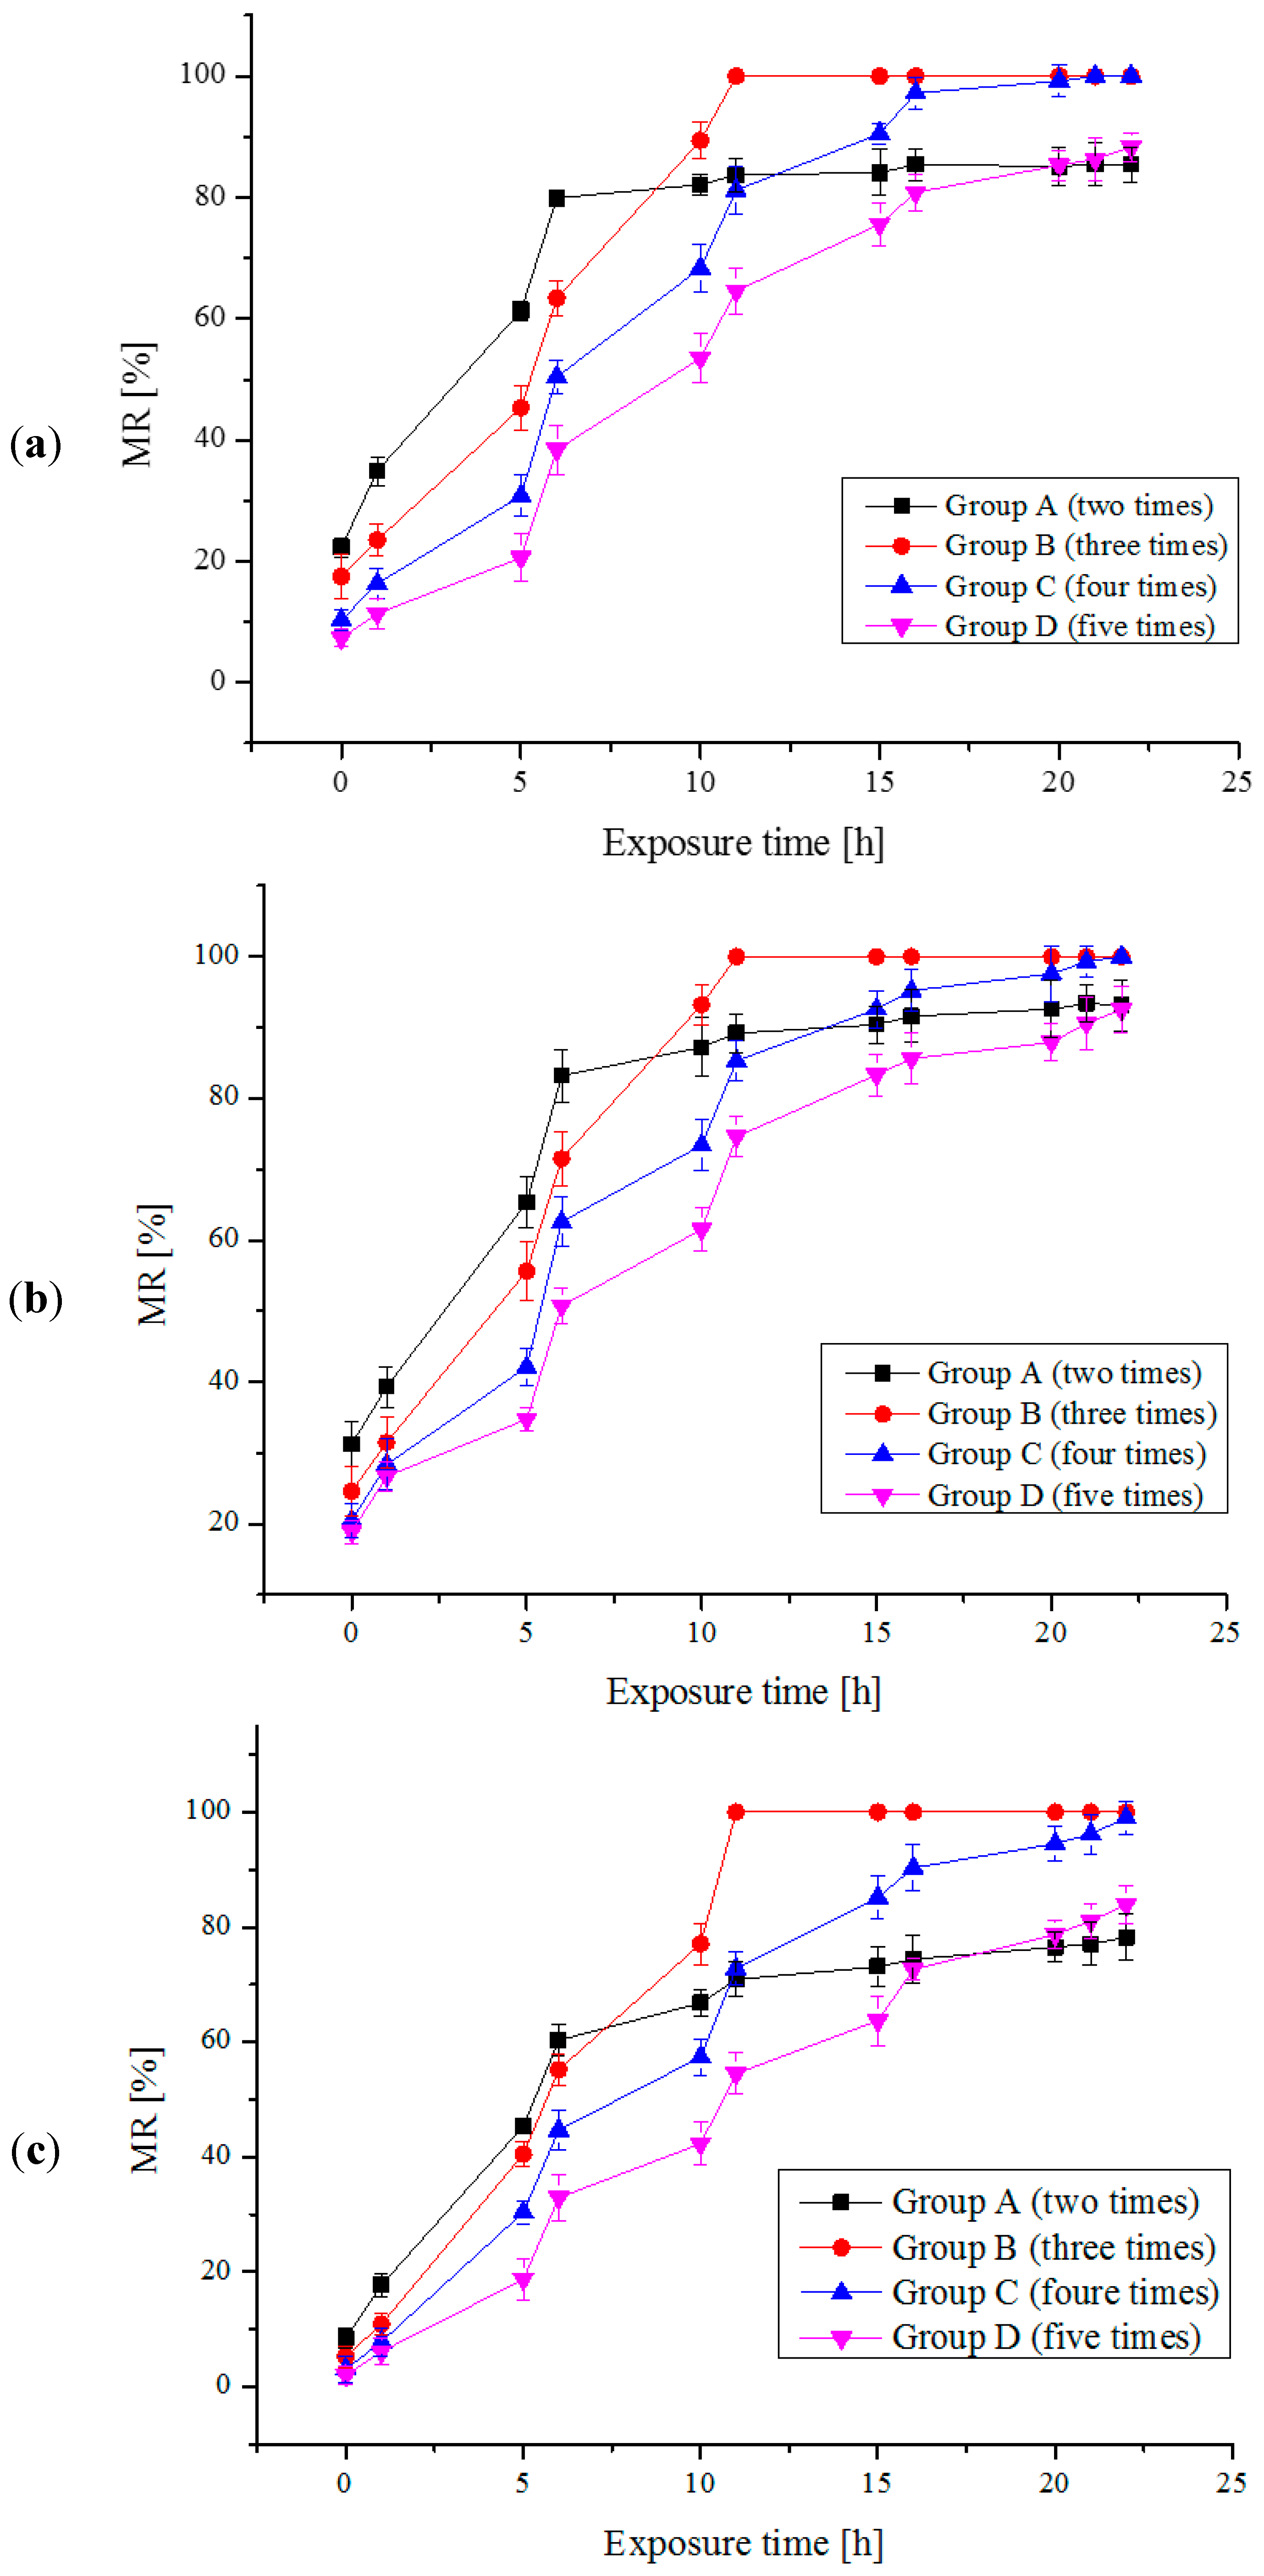 100
80
60
40
20
0
MR [%]
(a)
Group A (two times)
Group B (three times)
Group C (four times)
Group D (five times)
0 5 10 15 20 25
Exposure time [h]
100
80
60
40
20
MR [%]
(b)
Group A (two times)
Group B (three times)
Group C (four times)
Group D (five times)
0 5 10 15 20 25
Exposure time [h]
100
80
60
40
20
0
MR [%]
(c)
Group A (two times)
Group B (three times)
Group C (foure times)
Group D (five times)
0 5 10 15 20 25
Exposure time [h]